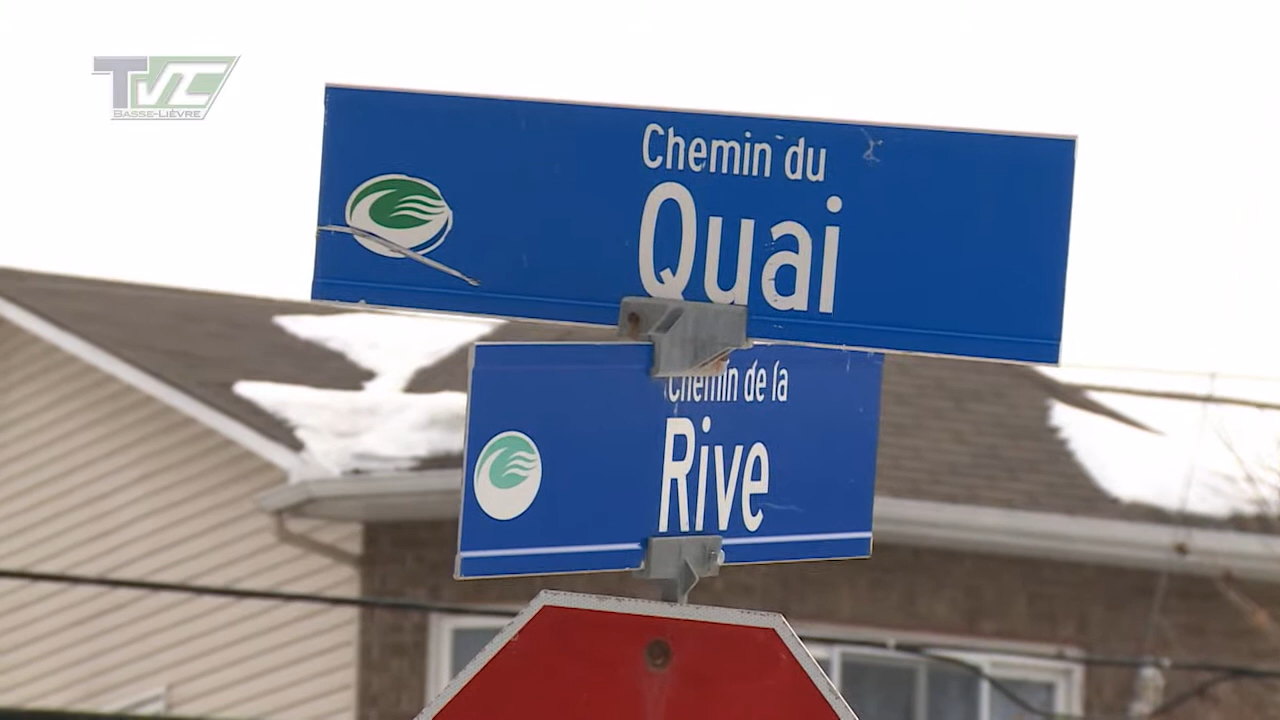 TVC
BASSE-LIÈVRE
Chemin du
Quai
Chemin de la
Rive